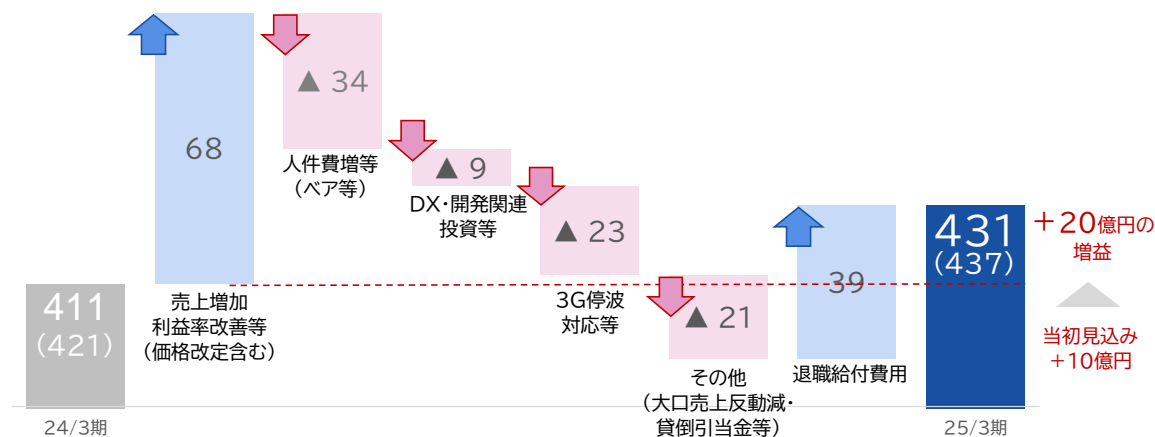 411
(421)
24/3期
68
売上増加
利益率改善等
(価格改定含む)
▲ 34
人件費増等
(ベア等)
▲ 9
DX・開発関連
投資等
▲ 23
3G停波
対応等
▲ 21
その他
(大口売上反動減・
貸倒引当金等)
39
退職給付費用
431
(437)
25/3期
＋20億円の
増益
当初見込み
+10億円